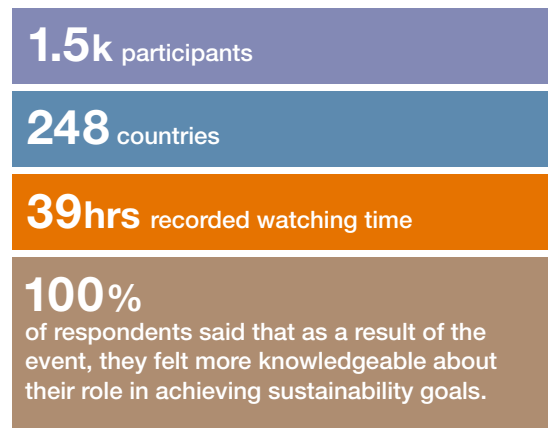 1.5k participants
248 countries
39hrs recorded watching time
100%
of respondents said that as a result of the
event, they felt more knowledgeable about
their role in achieving sustainability goals.